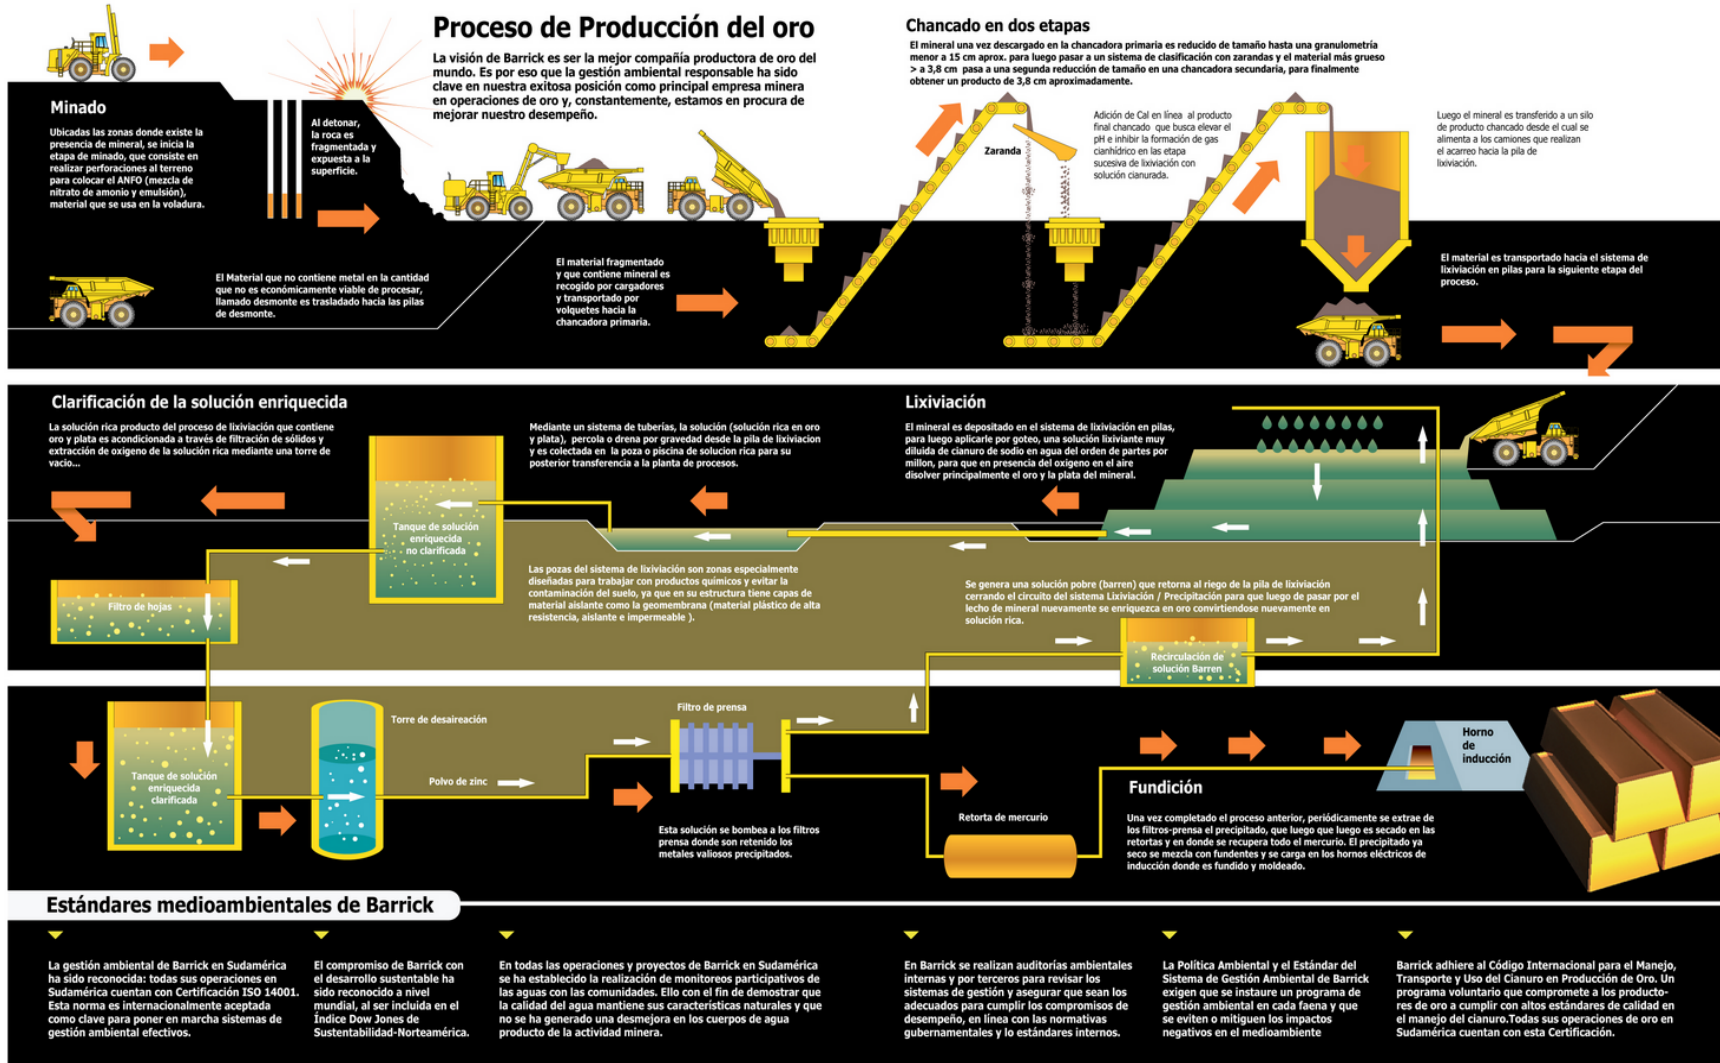 Proceso de Producción del oro
La visión de Barrick es ser la mejor compañía productora de oro del
mundo. Es por eso que la gestión ambiental responsable ha sido
clave en nuestra exitosa posición como principal empresa minera
en operaciones de oro y, constantemente, estamos en procura de
mejorar nuestro desempeño.
Minado
Ubicadas las zonas donde existe la
presencia de mineral, se inicia la
etapa de minado, que consiste en
realizar perforaciones al terreno
para colocar el ANFO (mezcla de
nitrato de amonio y emulsión),
material que se usa en la voladura.
Al detonar,
la roca es
fragmentada y
expuesta a la
superficie.
El Material que no contiene metal en la cantidad
que no es económicamente viable de procesar,
llamado desmonte es trasladado hacia las pilas
de desmonte.
El material fragmentado
y que contiene mineral es
recogido por cargadores
y transportado por
volquetes hacia la
chancadora primaria.
Chancado en dos etapas
El mineral una vez descargado en la chancadora primaria es reducido de tamaño hasta una granulometría
menor a 15 cm aprox. para luego pasar a un sistema de clasificación con zarandas y el material más grueso
> a 3,8 cm pasa a una segunda reducción de tamaño en una chancadora secundaria, para finalmente
obtener un producto de 3,8 cm aproximadamente.
Zaranda
Adición de Cal en línea al producto
final chancado que busca elevar el
pH e inhibir la formación de gas
cianhídrico en las etapa
sucesiva de lixiviación con
solución cianurada.
Luego el mineral es transferido a un silo
de producto chancado desde el cual se
alimenta a los camiones que realizan
el acarreo hacia la pila de
lixiviación.
El material es transportado hacia el sistema de
lixiviación en pilas para la siguiente etapa del
proceso.
Clarificación de la solución enriquecida
La solución rica producto del proceso de lixiviación que contiene
oro y plata es acondicionada a través de filtración de sólidos y
extracción de oxigeno de la solución rica mediante una torre de
vacio...
Mediante un sistema de tuberías, la solución (solución rica en oro
y plata), percola o drena por gravedad desde la pila de lixiviacion
y es colectada en la poza o piscina de solucion rica para su
posterior transferencia a la planta de procesos.
Lixiviación
El mineral es depositado en el sistema de lixiviación en pilas,
para luego aplicarle por goteo, una solución lixiviante muy
diluida de cianuro de sodio en agua del orden de partes por
millon, para que en presencia del oxigeno en el aire
disolver principalmente el oro y la plata del mineral.
Tanque de solución
enriquecida
no clarificada
Filtro de hojas
Las pozas del sistema de lixiviación son zonas especialmente
diseñadas para trabajar con productos químicos y evitar la
contaminación del suelo, ya que en su estructura tiene capas de
material aislante como la geomembrana (material plástico de alta
resistencia, aislante e impermeable ).
Se genera una solución pobre (barren) que retorna al riego de la pila de lixiviación
cerrando el circuito del sistema Lixiviación / Precipitación para que luego de pasar por el
lecho de mineral nuevamente se enriquezca en oro convirtiendose nuevamente en
solución rica.
Recirculación de
solución Barren
Tanque de solución
enriquecida
clarificada
Torre de desaireación
Polvo de zinc
Filtro de prensa
Esta solución se bombea a los filtros
prensa donde son retenido los
metales valiosos precipitados.
Retorta de mercurio
Fundición
Una vez completado el proceso anterior, periódicamente se extrae de
los filtros-prensa el precipitado, que luego que luego es secado en las
retortas y en donde se recupera todo el mercurio. El precipitado ya
seco se mezcla con fundentes y se carga en los hornos eléctricos de
inducción donde es fundido y moldeado.
Horno
de
inducción
Estándares medioambientales de Barrick
La gestión ambiental de Barrick en Sudamérica
ha sido reconocida: todas sus operaciones en
Sudamérica cuentan con Certificación ISO 14001.
Esta norma es internacionalmente aceptada
como clave para poner en marcha sistemas de
gestión ambiental efectivos.
El compromiso de Barrick con
el desarrollo sustentable ha
sido reconocido a nivel
mundial, al ser incluida en el
Índice Dow Jones de
Sustentabilidad-Norteamérica.
En todas las operaciones y proyectos de Barrick en Sudamérica
se ha establecido la realización de monitoreos participativos de
las aguas con las comunidades. Ello con el fin de demostrar que
la calidad del agua mantiene sus características naturales y que
no se ha generado una desmejora en los cuerpos de agua
producto de la actividad minera.
En Barrick se realizan auditorías ambientales
internas y por terceros para revisar los
sistemas de gestión y asegurar que sean los
adecuados para cumplir los compromisos de
desempeño, en línea con las normativas
gubernamentales y lo estándares internos.
La Política Ambiental y el Estándar del
Sistema de Gestión Ambiental de Barrick
exigen que se instaure un programa de
gestión ambiental en cada faena y que
se eviten o mitiguen los impactos
negativos en el medioambiente
Barrick adhiere al Código Internacional para el Manejo,
Transporte y Uso del Cianuro en Producción de Oro. Un
programa voluntario que compromete a los producto-
res de oro a cumplir con altos estándares de calidad en
el manejo del cianuro.Todas sus operaciones de oro en
Sudamérica cuentan con esta Certificación.